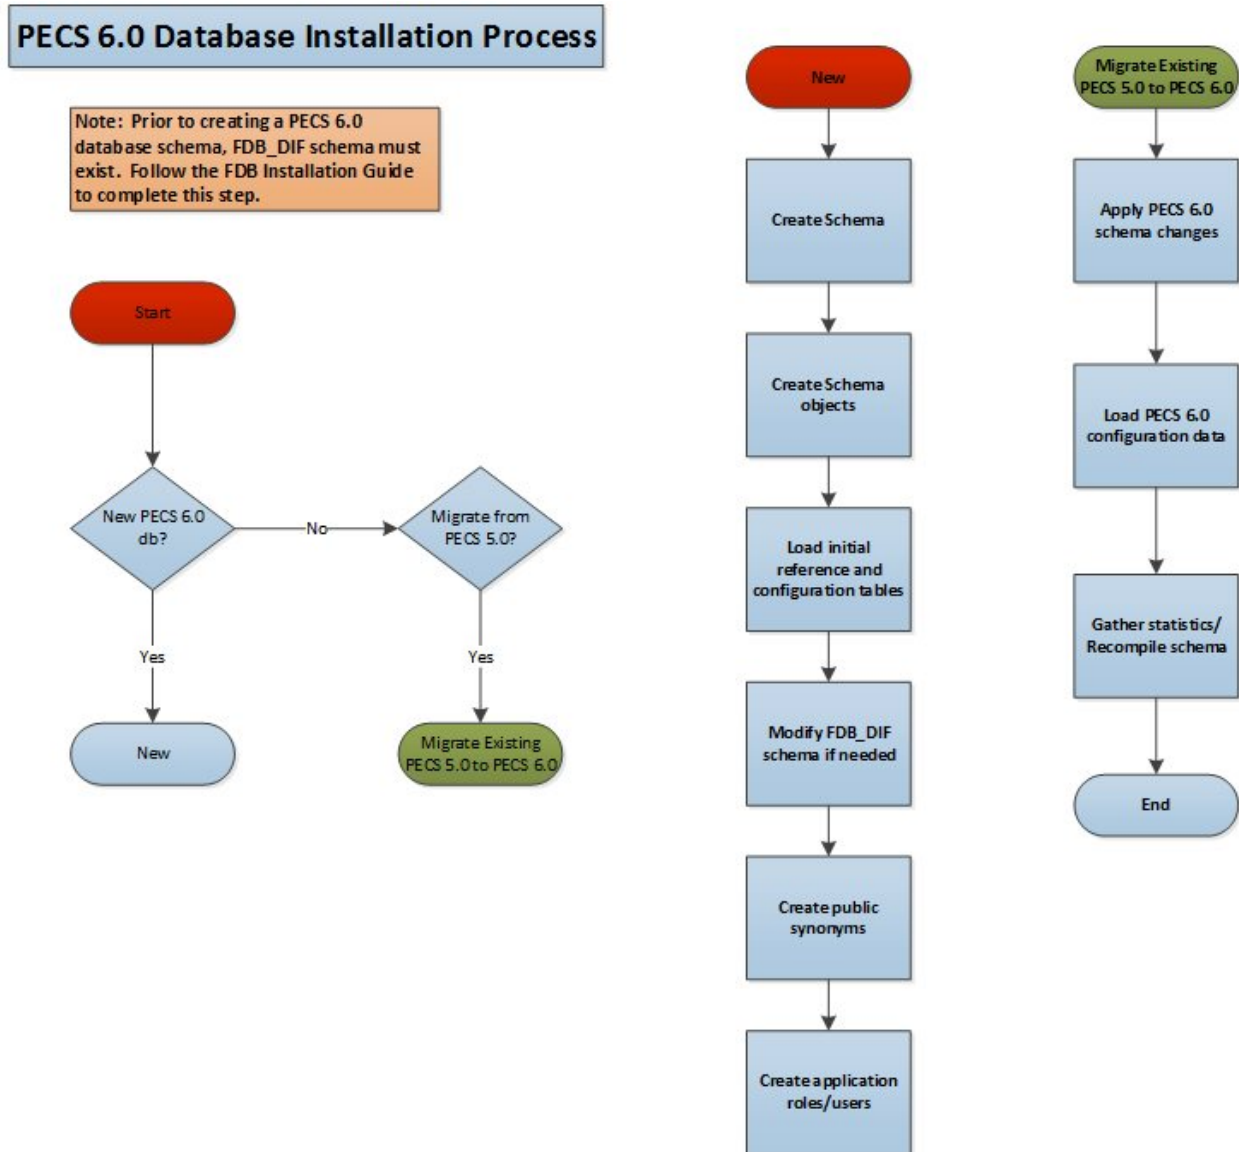 PECS 6.0 Database Installation Process
Note: Prior to creating a PECS 6.0
database schema, FDB_DIF schema must
exist. Follow the FDB Installation Guide
to complete this step.
Start
New PECS 6.0
db?
No
Migrate from
PECS 5.0?
Yes
Yes
New
Migrate Existing
PECS 5.0 to PECS 6.0
New
Create Schema
Create Schema
objects
Load initial
reference and
configuration tables
Modify FDB_DIF
schema if needed
Create public
synonyms
Create application
roles/users
Migrate Existing
PECS 5.0 to PECS 6.0
Apply PECS 6.0
schema changes
Load PECS 6.0
configuration data
Gather statistics/
Recompile schema
End